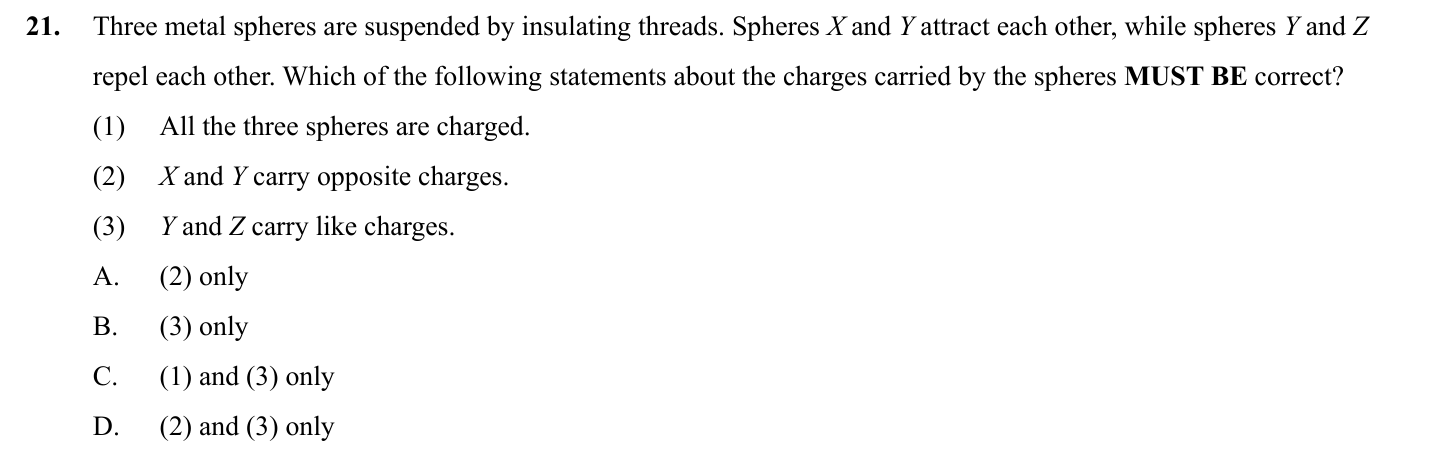 21. Three metal spheres are suspended by insulating threads. Spheres X and Y attract each other, while spheres Y and Z
repel each other. Which of the following statements about the charges carried by the spheres MUST BE correct?
(1) All the three spheres are charged.
(2) X and Y carry opposite charges.
(3) Y and Z carry like charges.
A. (2) only
B. (3) only
C. (1) and (3) only
D. (2) and (3) only